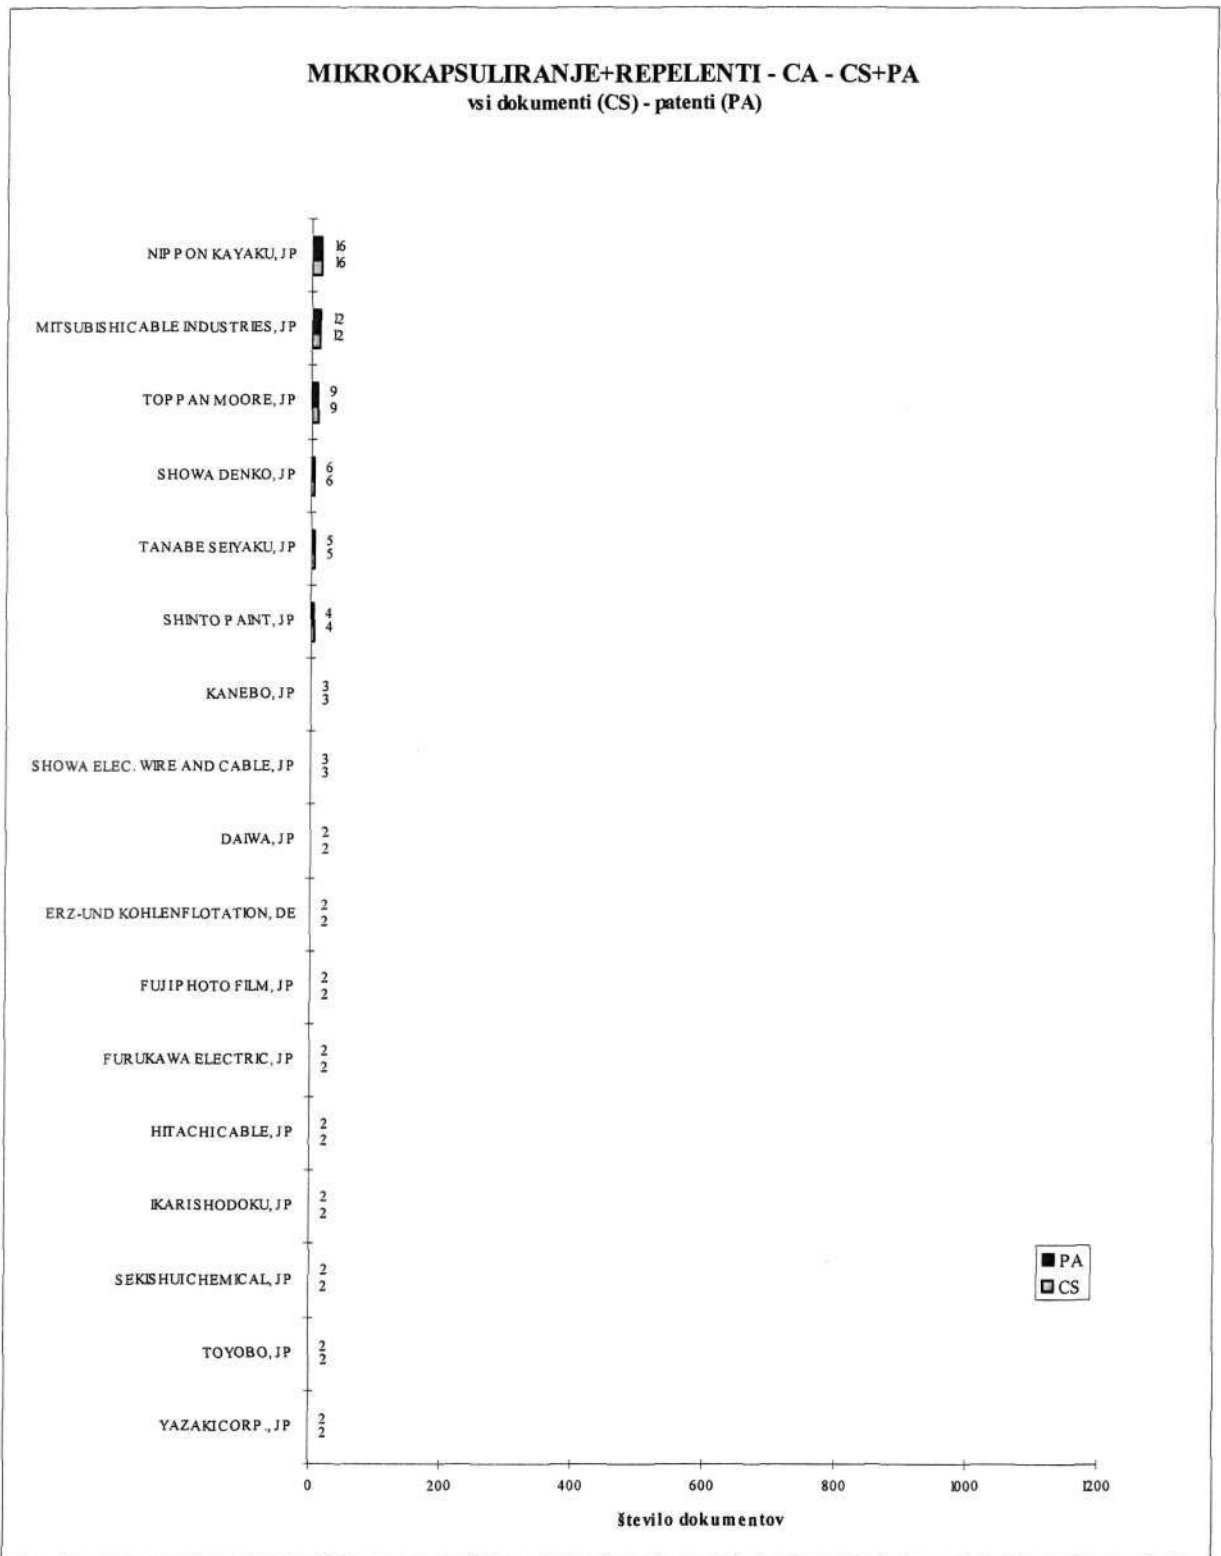 MIKROKAPSULIRANJE+REPELENTI - CA - CS+PA
vsi dokumenti (CS) - patenti (PA)
NIPPON KAYAKU, JP
16
16
MITSUBISHI CABLE INDUSTRIES, JP
12
12
TOPPAN MOORE, JP
9
9
SHOWA DENKO, JP
6
6
TANABE SEIYAKU, JP
5
5
SHINTO PAINT, JP
4
4
KANEBO, JP
3
3
SHOWA ELEC. WIRE AND CABLE, JP
3
3
DAIWA, JP
2
2
ERZ-UND KOHLENFLOTATION, DE
2
2
FUJI PHOTO FILM, JP
2
2
FURUKAWA ELECTRIC, JP
2
2
HITACHI CABLE, JP
2
2
IKARI SHODOKU, JP
2
2
SEKISHUI CHEMICAL, JP
2
2
PA
CS
TOYOBO, JP
2
2
YAZAKI CORP., JP
2
2
0 200 400 600 800 1000 1200
število dokumentov